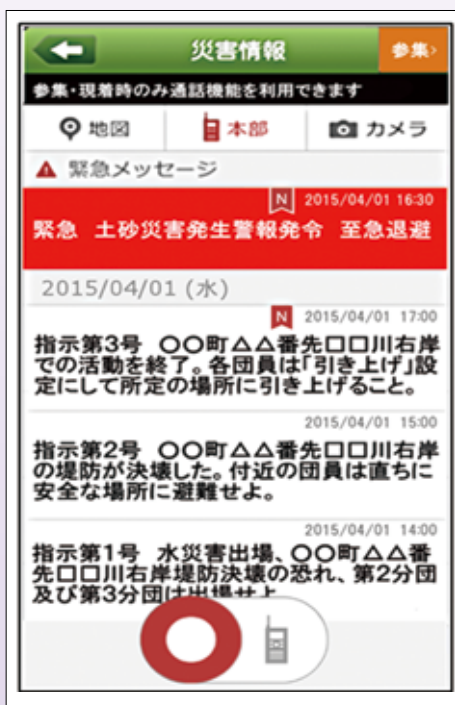 災害情報
参集›
参集・現着時のみ通話機能を利用できます
地図
本部
カメラ
緊急メッセージ
N 2015/04/01 16:30
緊急 土砂災害発生警報発令 至急退避
2015/04/01 (水)
N 2015/04/01 17:00
指示第3号 〇〇町△△番先□□川右岸
での活動を終了。各団員は「引き上げ」設
定にして所定の場所に引き上げること。
2015/04/01 15:00
指示第2号 〇〇町△△番先□□川右岸
の堤防が決壊した。付近の団員は直ちに
安全な場所に避難せよ。
2015/04/01 14:00
指示第1号 水災害出場、〇〇町△△番
先□□川右岸堤防決壊の恐れ、第2分団
及び第3分団は出場せよ